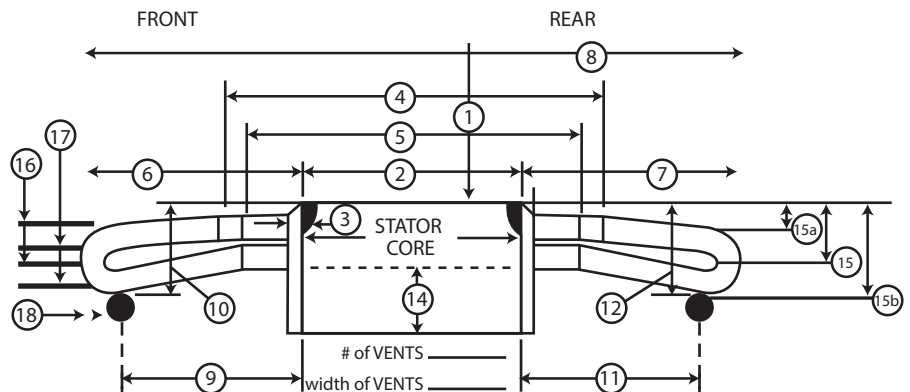 FRONT
REAR
8
4
1
17
5
16
6
2
7
3
STATOR
CORE
15a
15
10
14
12
15b
18
# of VENTS
9
11
width of VENTS